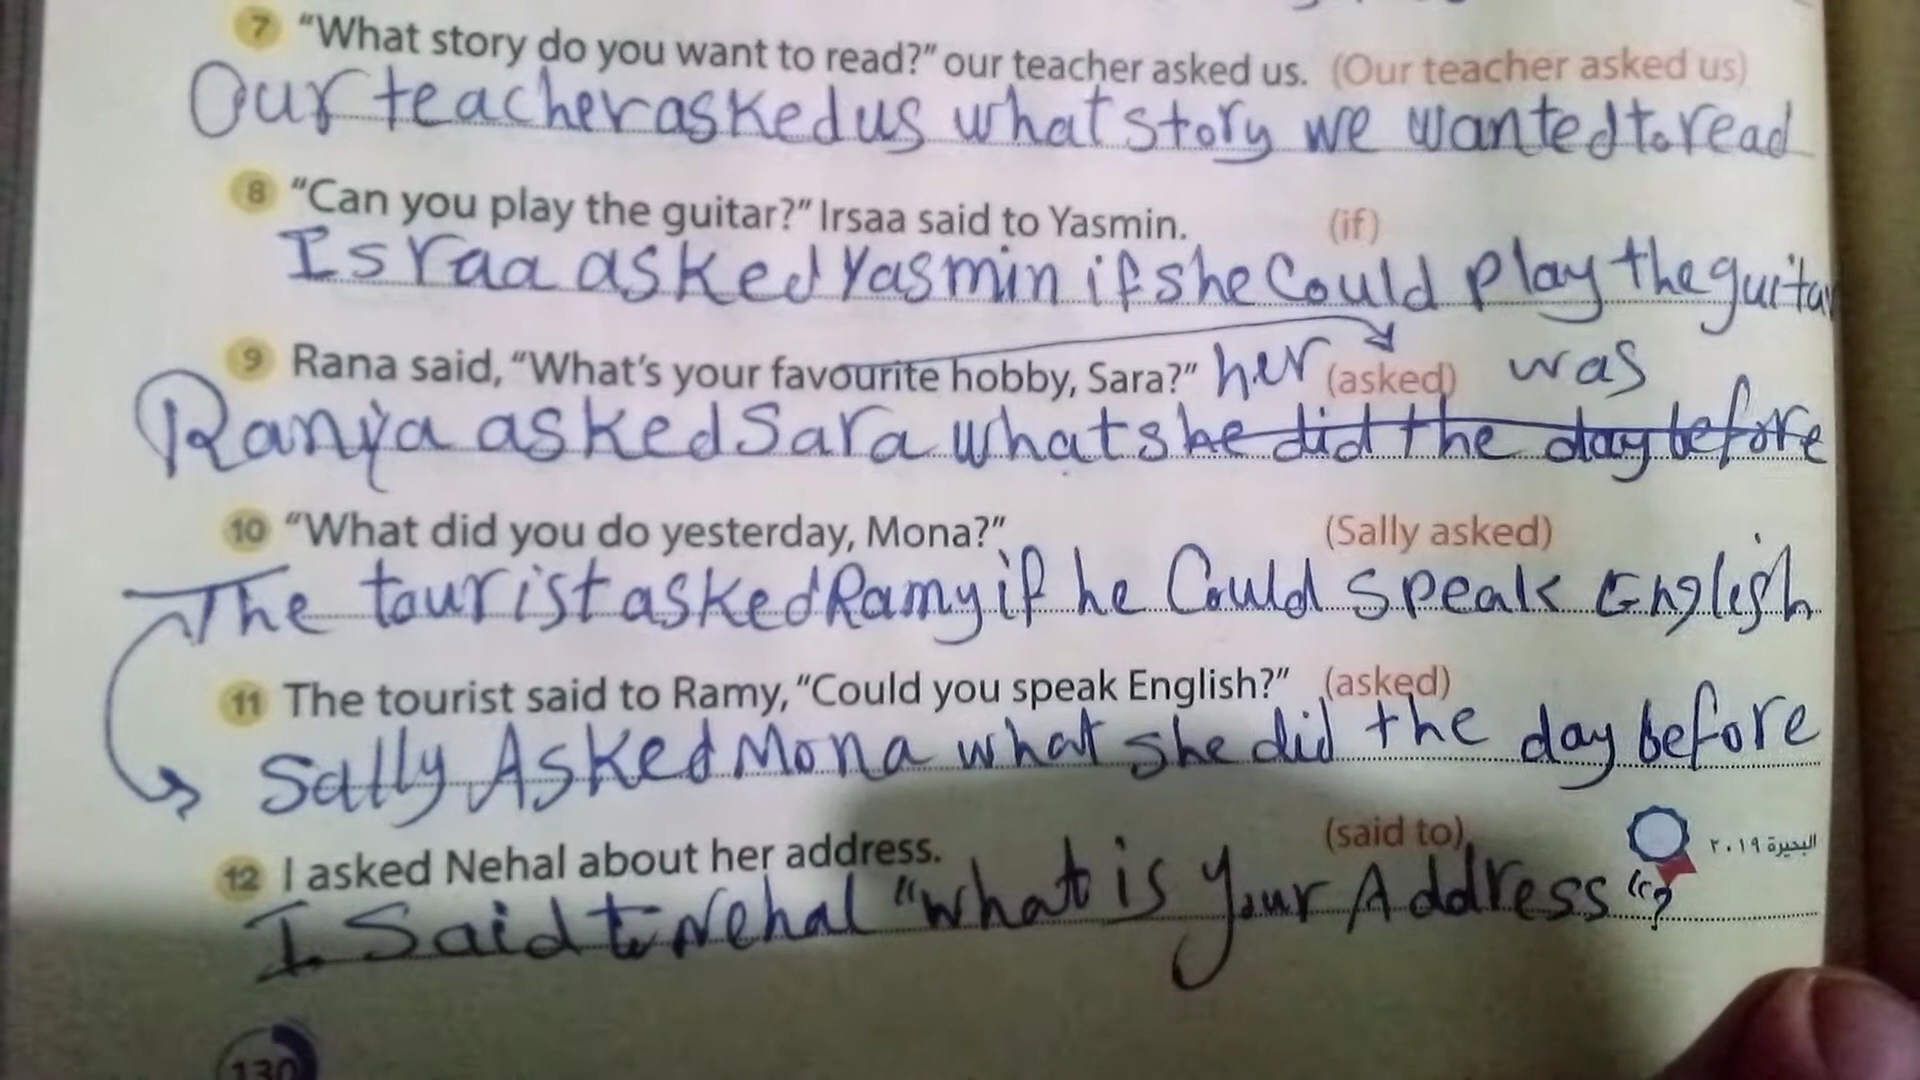 7 "What story do you want to read?" our teacher asked us. (Our teacher asked us)
Our teacher asked us what story we wanted to read
8 "Can you play the guitar?" Irsaa said to Yasmin. (if)
Israa asked Yasmin if she Could play the guitar
9 Rana said, "What's your favourite hobby, Sara?" her (asked) was
Ranya asked Sara what she did the day before
10 "What did you do yesterday, Mona?" (Sally asked)
The tourist asked Ramy if he Could speak English
11 The tourist said to Ramy, "Could you speak English?" (asked)
Sally Asked Mona what she did the day before
12 I asked Nehal about her address. (said to)
البحيرة ٢٠١٩
I Said to Nehal "what is your Address"?
130